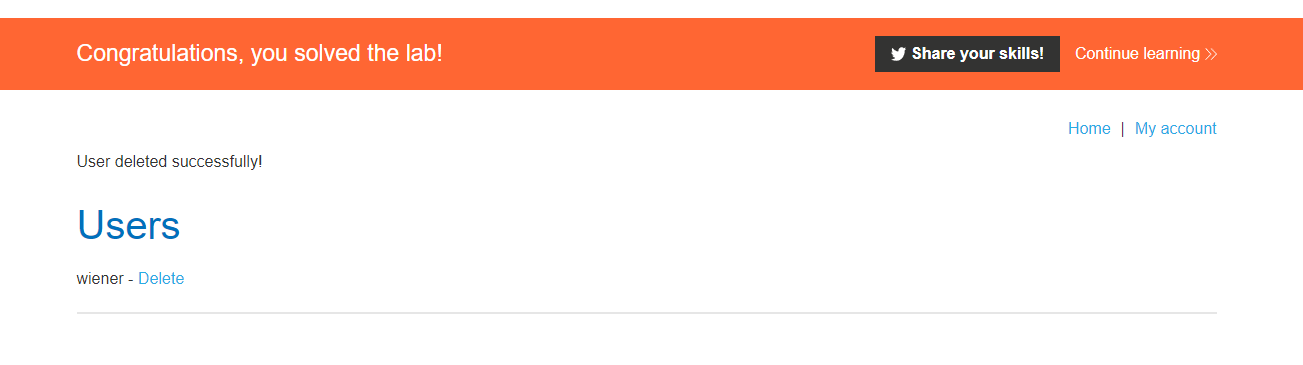 Congratulations, you solved the lab!
Share your skills!
Continue learning
Home | My account
User deleted successfully!
Users
wiener - Delete